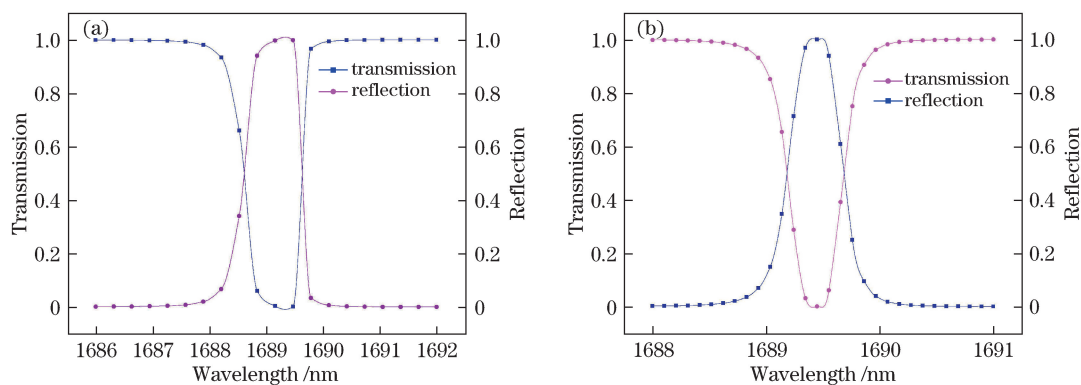 (a)
1.0
0.8
0.6
0.4
0.2
0
Transmission
transmission
reflection
1.0
0.8
0.6
0.4
0.2
0
Reflection
1686 1687 1688 1689 1690 1691 1692
Wavelength /nm
(b)
1.0
0.8
0.6
0.4
0.2
0
Transmission
transmission
reflection
1.0
0.8
0.6
0.4
0.2
0
Reflection
1688 1689 1690 1691
Wavelength /nm